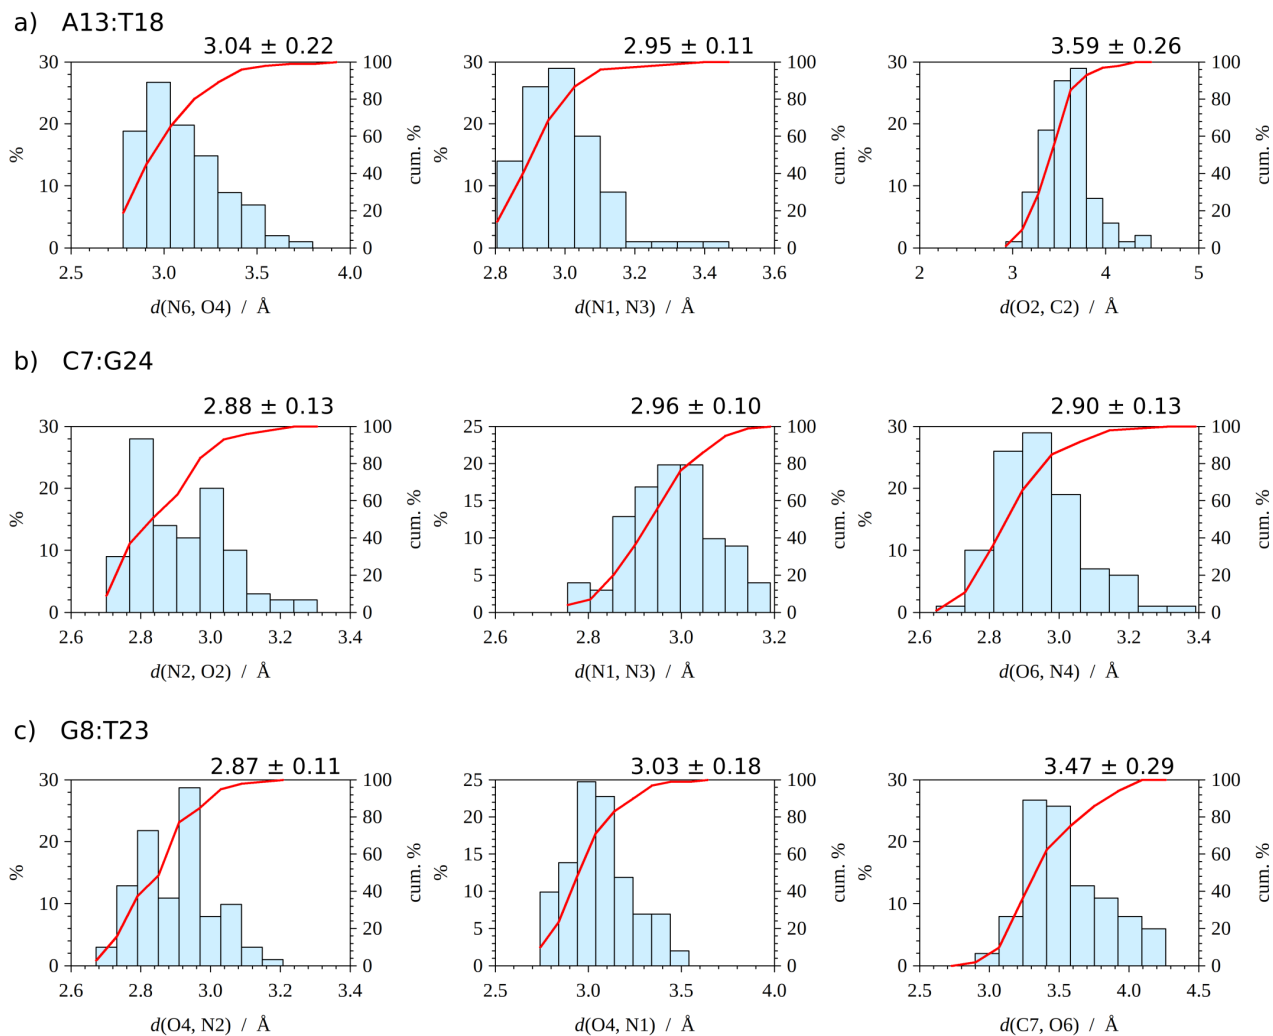 a) A13:T18
3.04 ± 0.22 2.95 ± 0.11 3.59 ± 0.26
30 100 30 100 30 100
80 80 80
20 20 20
60 60 60
% cum. % % cum. % % cum. %
40 40 40
10 10 10
20 20 20
0 0 0 0 0 0
2.5 3.0 3.5 4.0 2.8 3.0 3.2 3.4 3.6 2 3 4 5
d(N6, O4) / Å d(N1, N3) / Å d(O2, C2) / Å
b) C7:G24
2.88 ± 0.13 2.96 ± 0.10 2.90 ± 0.13
30 100 25 100 30 100
80 20 80 80
20 20
60 15 60 60
% cum. % % cum. % % cum. %
40 10 40 40
10 10
20 5 20 20
0 0 0 0 0 0
2.6 2.8 3.0 3.2 3.4 2.6 2.8 3.0 3.2 2.6 2.8 3.0 3.2 3.4
d(N2, O2) / Å d(N1, N3) / Å d(O6, N4) / Å
c) G8:T23
2.87 ± 0.11 3.03 ± 0.18 3.47 ± 0.29
30 100 25 100 30 100
80 20 80 80
20 20
60 15 60 60
% cum. % % cum. % % cum. %
40 10 40 40
10 10
20 5 20 20
0 0 0 0 0 0
2.6 2.8 3.0 3.2 3.4 2.5 3.0 3.5 4.0 2.5 3.0 3.5 4.0 4.5
d(O4, N2) / Å d(O4, N1) / Å d(C7, O6) / Å